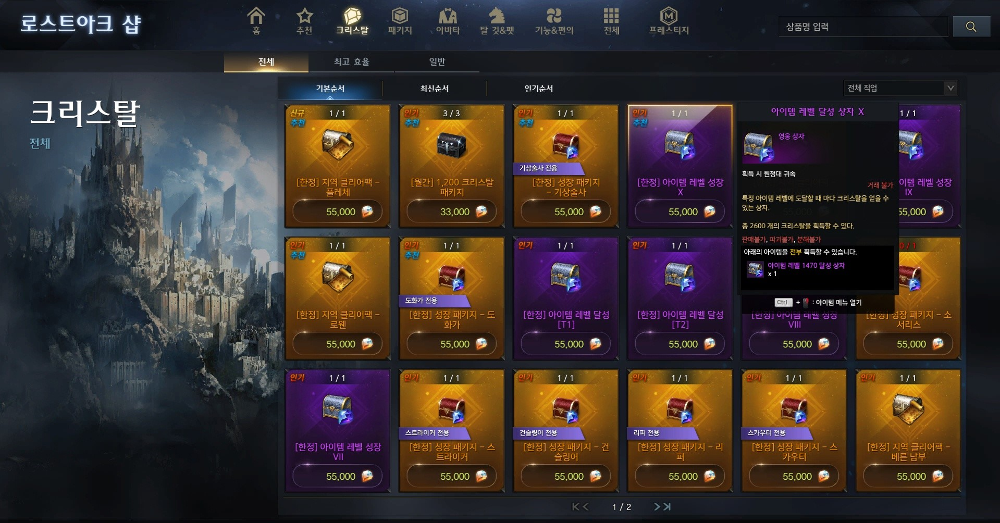 로스트아크 샵
홈
추천
크리스탈
패키지
아바타
탈 것&펫
기능&편의
전체
프레스티지
상품명 입력
전체
최고 효율
일반
크리스탈
전체
기본순서
최신순서
인기순서
전체 직업
신규
추천
1 / 1
[한정] 지역 클리어팩 –
플레체
55,000
인기
추천
3 / 3
[월간] 1,200 크리스탈
패키지
33,000
인기
추천
1 / 1
기상술사 전용
[한정] 성장 패키지
– 기상술사
55,000
인기
추천
1 / 1
[한정] 아이템 레벨 성장
X
55,000
아이템 레벨 달성 상자 X
영웅 상자
획득 시 원정대 귀속
거래 불가
특정 아이템 레벨에 도달할 때 마다 크리스탈을 얻을 수
있는 상자.
총 2600 개의 크리스탈을 획득할 수 있다.
판매불가, 파괴불가, 분해불가
아래의 아이템을 전부 획득할 수 있습니다.
아이템 레벨 1470 달성 상자
x 1
Ctrl + : 아이템 메뉴 열기
1 / 1
이템 레벨 성장
IX
55,000
인기
추천
1 / 1
[한정] 지역 클리어팩 –
로웬
55,000
인기
추천
1 / 1
도화가 전용
[한정] 성장 패키지 – 도
화가
55,000
인기
1 / 1
[한정] 아이템 레벨 달성
[T1]
55,000
인기
1 / 1
[한정] 아이템 레벨 달성
[T2]
55,000
[한정] 아이템 레벨 성장
VIII
55,000
0 / 1
[한정] 성장 패키지 – 소
서리스
55,000
인기
1 / 1
[한정] 아이템 레벨 성장
VII
55,000
인기
1 / 1
스트라이커 전용
[한정] 성장 패키지 – 스
트라이커
55,000
인기
1 / 1
건슬링어 전용
[한정] 성장 패키지 – 건
슬링어
55,000
인기
1 / 1
리퍼 전용
[한정] 성장 패키지 – 리
퍼
55,000
인기
1 / 1
스카우터 전용
[한정] 성장 패키지 – 스
카우터
55,000
인기
1 / 1
[한정] 지역 클리어팩 –
베른 남부
55,000
1 / 2